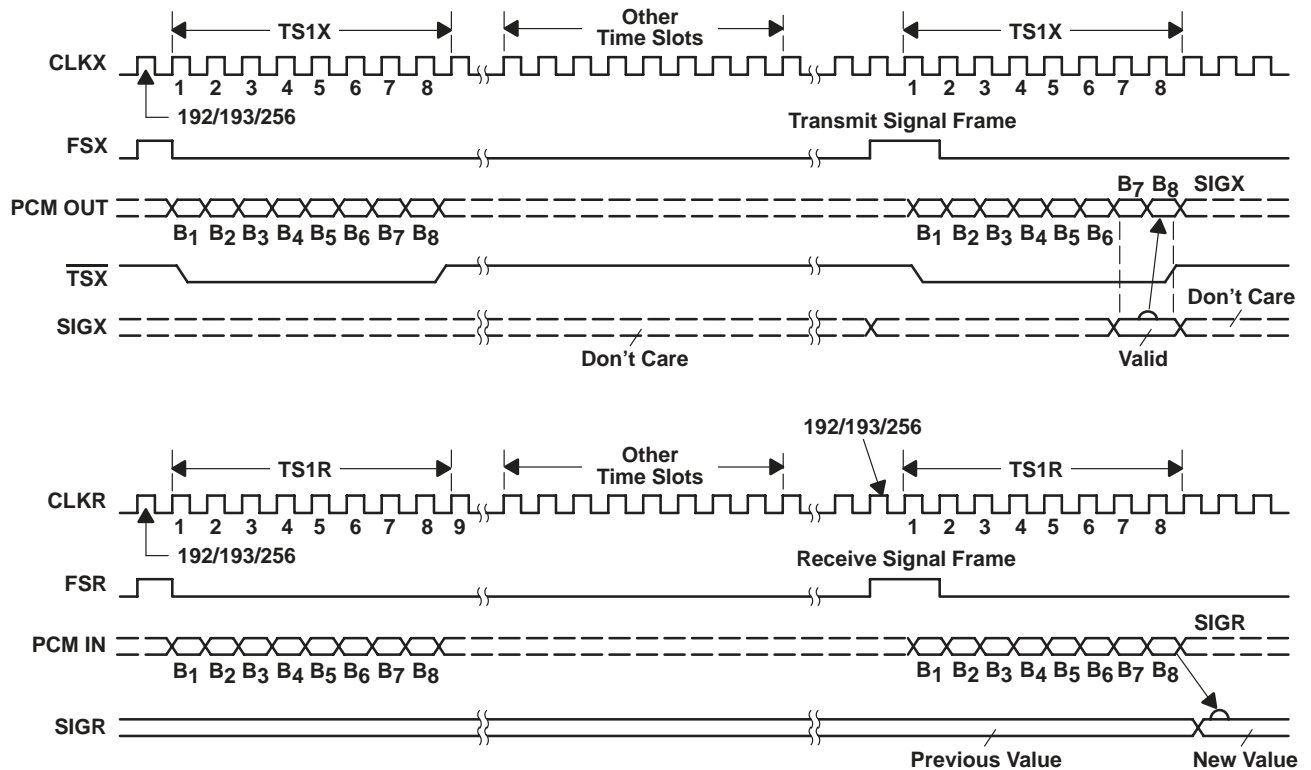 TS1X
Other
Time Slots
TS1X
CLKX
1 2 3 4 5 6 7 8
1 2 3 4 5 6 7 8
192/193/256
Transmit Signal Frame
FSX
B7 B8 SIGX
PCM OUT
B1 B2 B3 B4 B5 B6 B7 B8
B1 B2 B3 B4 B5 B6
TSX
Don't Care
SIGX
Don't Care
Valid
192/193/256
TS1R
Other
Time Slots
TS1R
CLKR
1 2 3 4 5 6 7 8 9
1 2 3 4 5 6 7 8
192/193/256
Receive Signal Frame
FSR
SIGR
PCM IN
B1 B2 B3 B4 B5 B6 B7 B8
B1 B2 B3 B4 B5 B6 B7 B8
SIGR
Previous Value
New Value